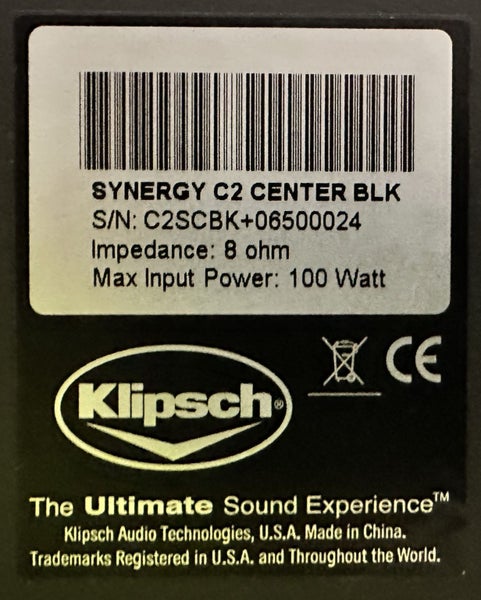 SYNERGY C2 CENTER BLK
S/N: C2SCBK+06500024
Impedance: 8 ohm
Max Input Power: 100 Watt
Klipsch®
CE
The Ultimate Sound Experience™
Klipsch Audio Technologies, U.S.A. Made in China.
Trademarks Registered in U.S.A. and Throughout the World.